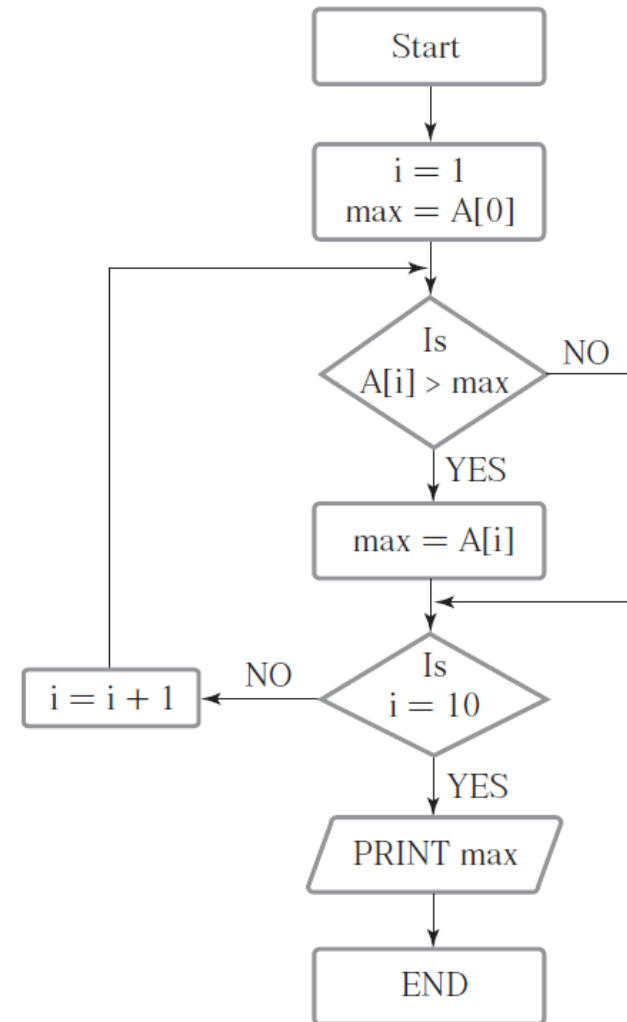 Start
i = 1
max = A[0]
Is
A[i] > max
NO
YES
max = A[i]
Is
i = 10
NO
i = i + 1
YES
PRINT max
END